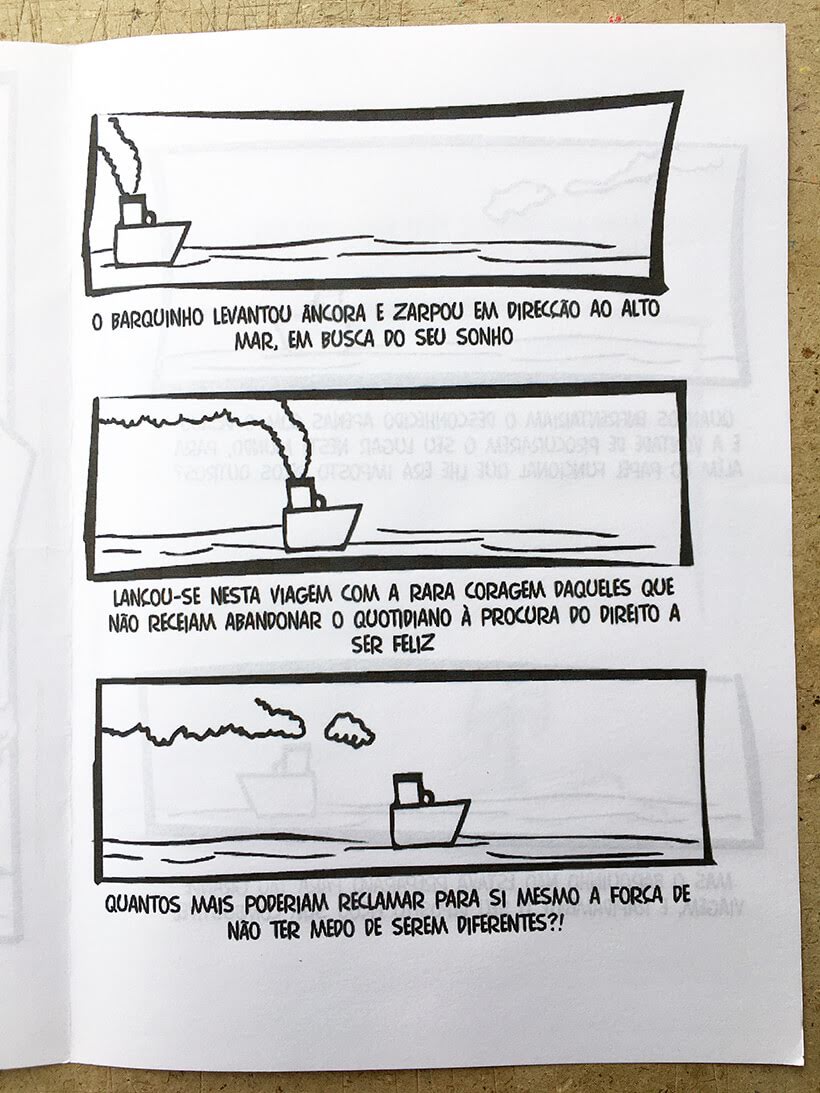 O BARQUINHO LEVANTOU ÂNCORA E ZARPOU EM DIRECÇÃO AO ALTO
MAR, EM BUSCA DO SEU SONHO
LANÇOU-SE NESTA VIAGEM COM A RARA CORAGEM DAQUELES QUE
NÃO RECEIAM ABANDONAR O QUOTIDIANO À PROCURA DO DIREITO A
SER FELIZ
QUANTOS MAIS PODERIAM RECLAMAR PARA SI MESMO A FORÇA DE
NÃO TER MEDO DE SEREM DIFERENTES?!